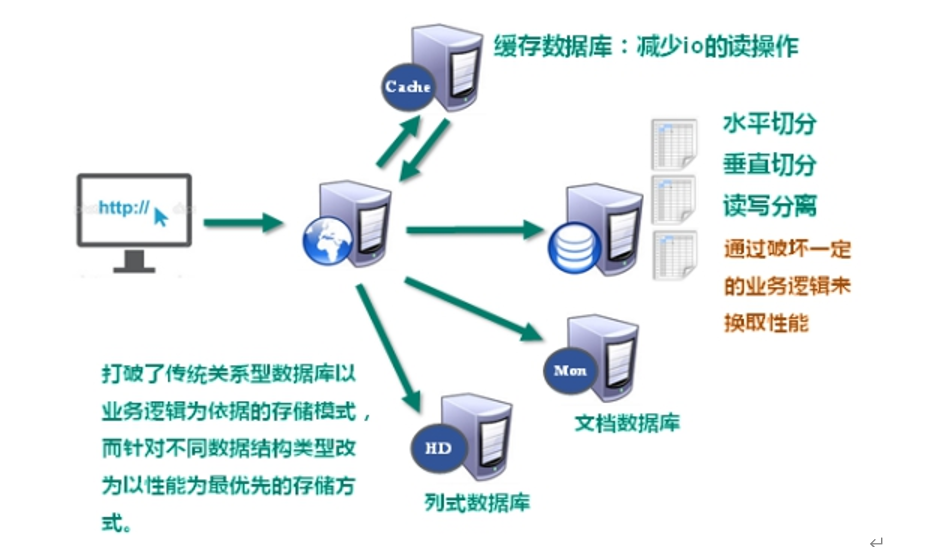 缓存数据库：减少io的读操作
Cache
水平切分
垂直切分
读写分离
通过破坏一定
的业务逻辑来
换取性能
http://
Mon
文档数据库
HD
列式数据库
打破了传统关系型数据库以
业务逻辑为依据的存储模式，
而针对不同数据结构类型改
为以性能为最优先的存储方
式。